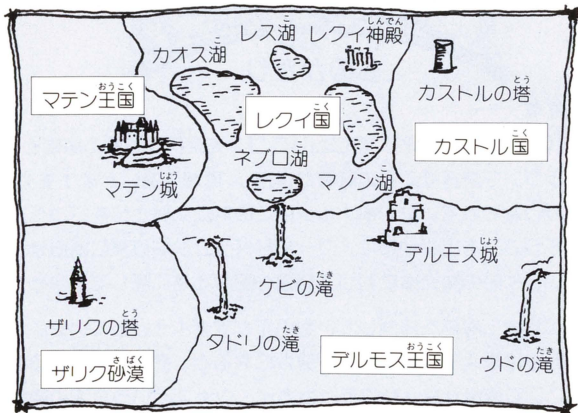 レス湖
レクイ神殿
カオス湖
カストルの塔
マテン王国
レクイ国
カストル国
ネプロ湖
マノン湖
マテン城
デルモス城
ケビの滝
ザリクの塔
タドリの滝
ウドの滝
デルモス王国
ザリク砂漠